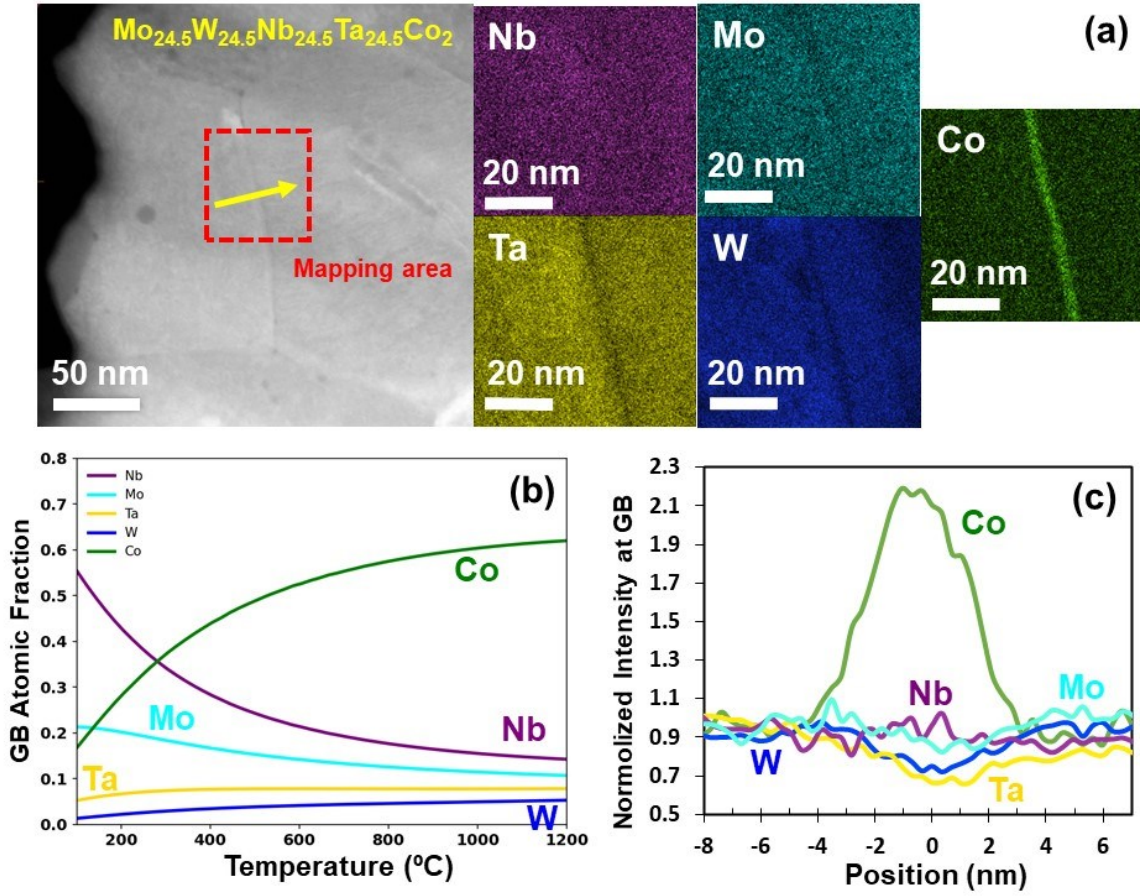 (a)
Mo24.5W24.5Nb24.5Ta24.5Co2
Mapping area
50 nm
Nb
20 nm
Mo
20 nm
Ta
20 nm
W
20 nm
Co
20 nm
(b)
GB Atomic Fraction
0.8
0.7
0.6
0.5
0.4
0.3
0.2
0.1
0.0
Nb
Mo
Ta
W
Co
Co
Mo
Nb
Ta
W
200
400
600
800
1000
1200
Temperature (ºC)
(c)
Normolized Intensity at GB
2.3
2.1
1.9
1.7
1.5
1.3
1.1
0.9
0.7
0.5
Co
Nb
Mo
W
Ta
-8
-6
-4
-2
0
2
4
6
Position (nm)